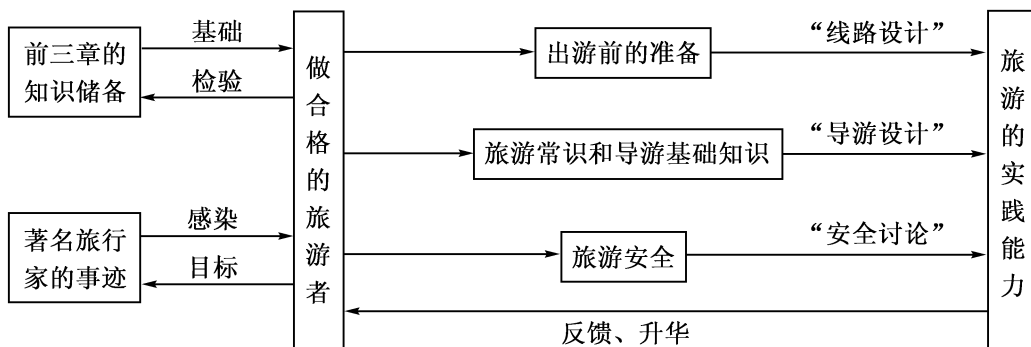 前三章的
知识储备
基础
检验
著名旅行
家的事迹
感染
目标
做合格的旅游者
出游前的准备
“线路设计”
旅游常识和导游基础知识
“导游设计”
旅游安全
“安全讨论”
旅游的实践能力
反馈、升华